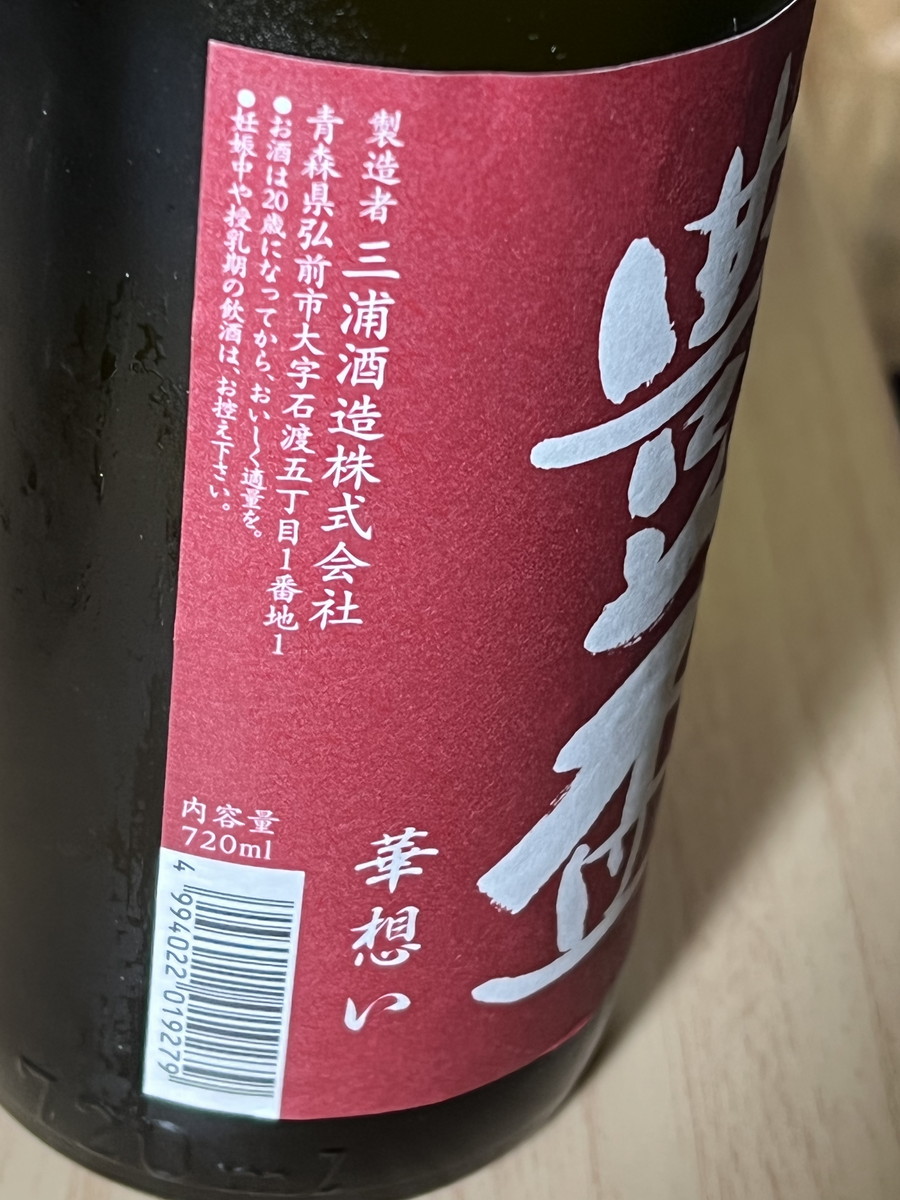 豊盃
華想い
製造者 三浦酒造株式会社
青森県弘前市大字石渡五丁目1番地1
●お酒は20歳になってから、おいしく適量を。
●妊娠中や授乳期の飲酒は、お控え下さい。
内容量
720ml
4 994022 019279